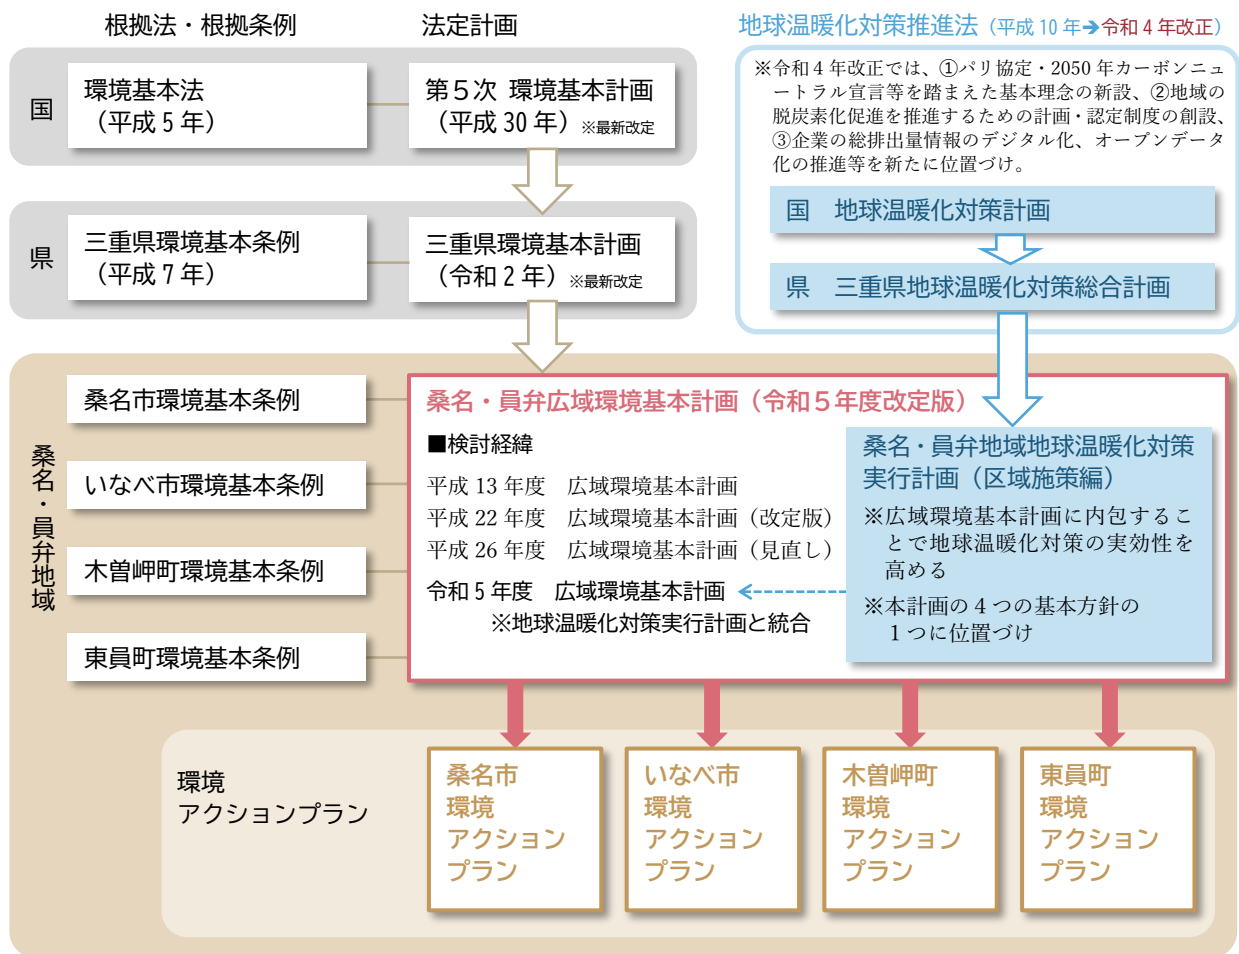 根拠法・根拠条例
法定計画
国
環境基本法
（平成５年）
第５次 環境基本計画
（平成 30 年）※最新改定
県
三重県環境基本条例
（平成７年）
三重県環境基本計画
（令和２年）※最新改定
地球温暖化対策推進法（平成 10 年➔令和４年改正）
※令和４年改正では、①パリ協定・2050 年カーボンニュ
ートラル宣言等を踏まえた基本理念の新設、②地域の
脱炭素化促進を推進するための計画・認定制度の創設、
③企業の総排出量情報のデジタル化、オープンデータ
化の推進等を新たに位置づけ。
国　地球温暖化対策計画
県　三重県地球温暖化対策総合計画
桑名・員弁地域
桑名市環境基本条例
いなべ市環境基本条例
木曽岬町環境基本条例
東員町環境基本条例
桑名・員弁広域環境基本計画（令和５年度改定版）
■検討経緯
平成 13 年度　広域環境基本計画
平成 22 年度　広域環境基本計画（改定版）
平成 26 年度　広域環境基本計画（見直し）
令和５年度　広域環境基本計画
※地球温暖化対策実行計画と統合
桑名・員弁地域地球温暖化対策
実行計画（区域施策編）
※広域環境基本計画に内包するこ
とで地球温暖化対策の実効性を
高める
※本計画の４つの基本方針の
１つに位置づけ
環境
アクションプラン
桑名市
環境
アクション
プラン
いなべ市
環境
アクション
プラン
木曽岬町
環境
アクション
プラン
東員町
環境
アクション
プラン